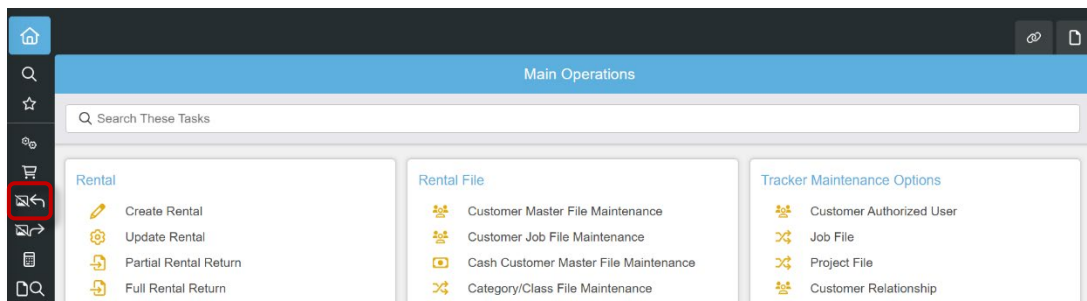 Main Operations
Search These Tasks
Rental
Create Rental
Update Rental
Partial Rental Return
Full Rental Return
Rental File
Customer Master File Maintenance
Customer Job File Maintenance
Cash Customer Master File Maintenance
Category/Class File Maintenance
Tracker Maintenance Options
Customer Authorized User
Job File
Project File
Customer Relationship